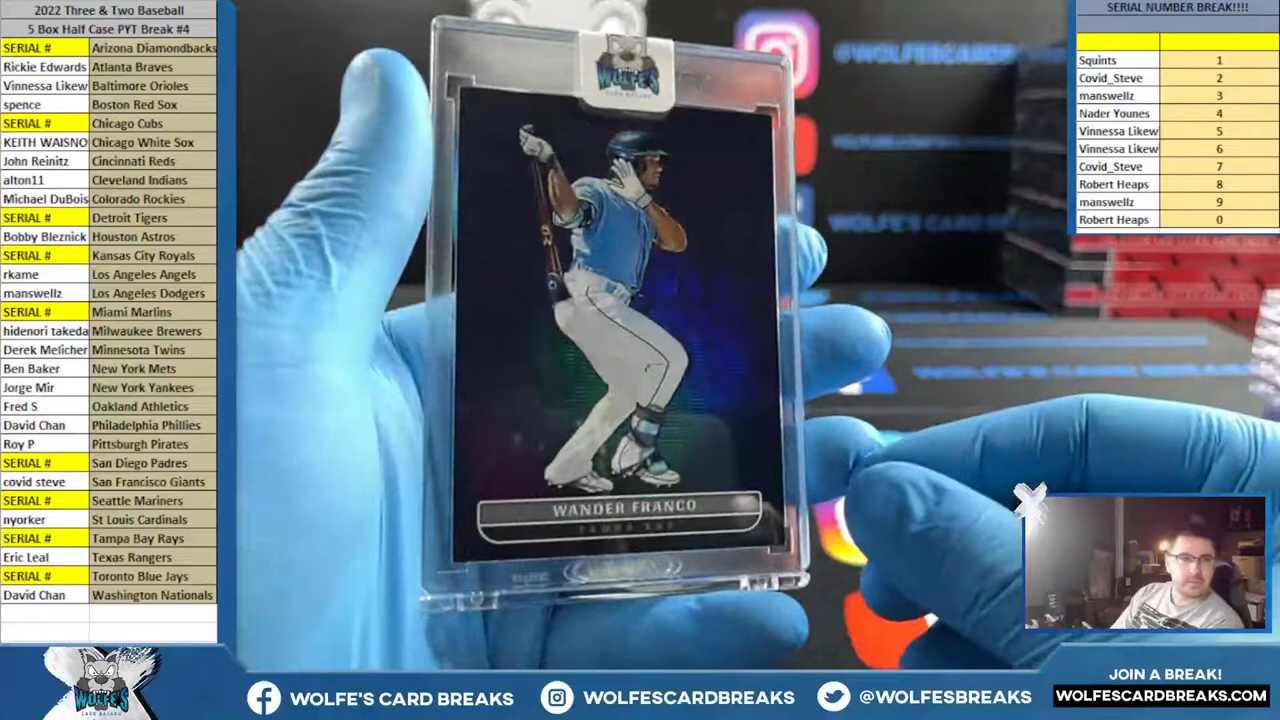 2022 Three & Two Baseball
5 Box Half Case PYT Break #4
SERIAL # Arizona Diamondbacks
Rickie Edwards Atlanta Braves
Vinnessa Likew Baltimore Orioles
spence Boston Red Sox
SERIAL # Chicago Cubs
KEITH WAISNO Chicago White Sox
John Reinitz Cincinnati Reds
alton11 Cleveland Indians
Michael DuBois Colorado Rockies
SERIAL # Detroit Tigers
Bobby Bleznick Houston Astros
SERIAL # Kansas City Royals
rkame Los Angeles Angels
manswellz Los Angeles Dodgers
SERIAL # Miami Marlins
hidenori takeda Milwaukee Brewers
Derek Melicher Minnesota Twins
Ben Baker New York Mets
Jorge Mir New York Yankees
Fred S Oakland Athletics
David Chan Philadelphia Phillies
Roy P Pittsburgh Pirates
SERIAL # San Diego Padres
covid steve San Francisco Giants
SERIAL # Seattle Mariners
nyorker St Louis Cardinals
SERIAL # Tampa Bay Rays
Eric Leal Texas Rangers
SERIAL # Toronto Blue Jays
David Chan Washington Nationals
WOLFE'S
WANDER FRANCO
TAMPA BAY
SERIAL NUMBER BREAK!!!!
Squints 1
Covid_Steve 2
manswellz 3
Nader Younes 4
Vinnessa Likew 5
Vinnessa Likew 6
Covid_Steve 7
Robert Heaps 8
manswellz 9
Robert Heaps 0
WOLFE'S
WOLFE'S CARD BREAKS
WOLFESCARDBREAKS
@WOLFESBREAKS
JOIN A BREAK!
WOLFESCARDBREAKS.COM